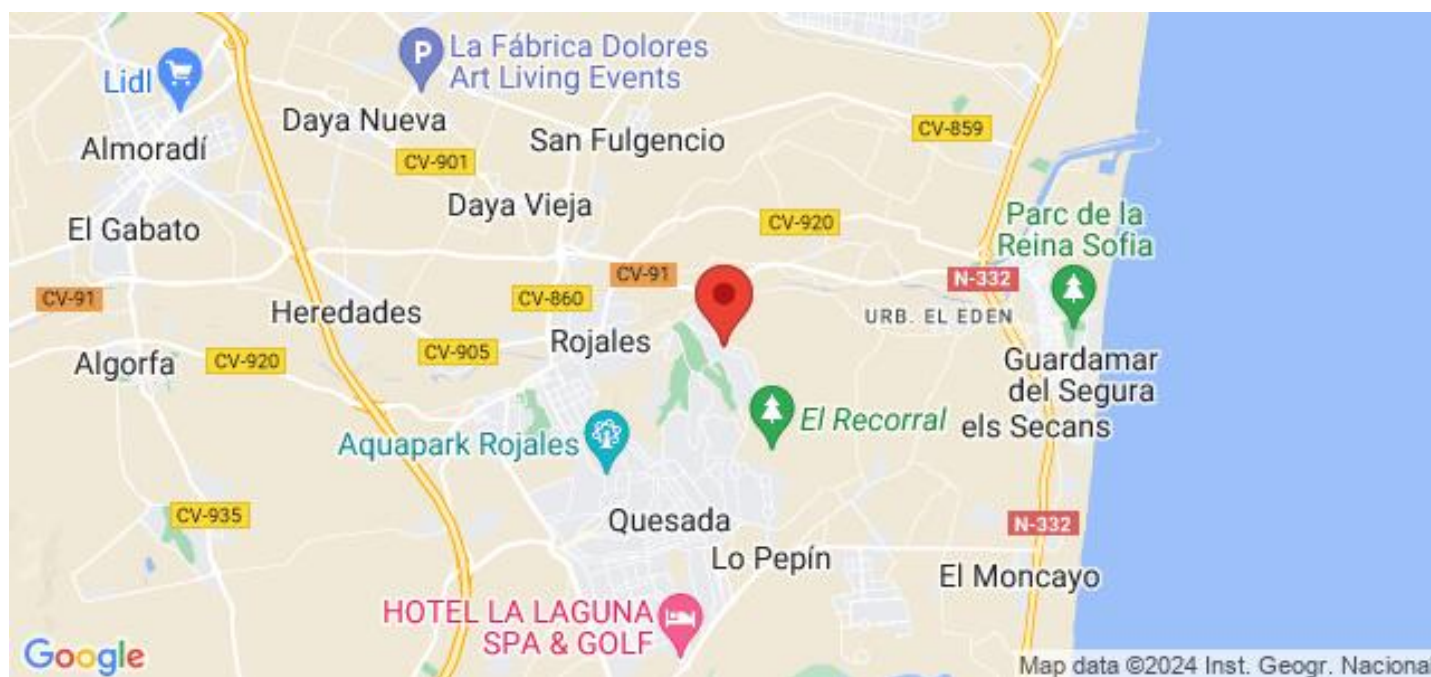 La Fábrica Dolores
Art Living Events
P
Lidl
Daya Nueva
San Fulgencio
CV-859
Almoradí
CV-901
Daya Vieja
CV-920
Parc de la
Reina Sofia
El Gabato
CV-91
N-332
CV-91
CV-860
Heredades
URB. EL EDEN
Rojales
CV-905
CV-920
Algorfa
Guardamar
del Segura
El Recorral
els Secans
Aquapark Rojales
CV-935
Quesada
N-332
Lo Pepín
El Moncayo
HOTEL LA LAGUNA
SPA & GOLF
Google
Map data ©2024 Inst. Geogr. Nacional